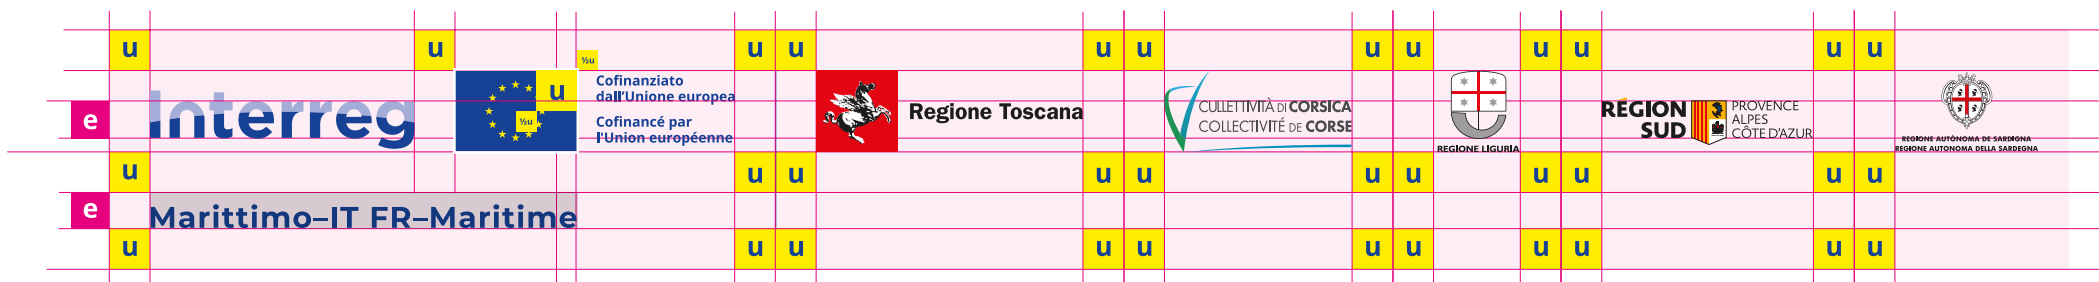 u u u u u u u u u u u u
½u
Interreg
u
½u
Cofinanziato
dall'Unione europea
Cofinancé par
l'Union européenne
e
Regione Toscana
CULLETTIVITÀ DI CORSICA
COLLECTIVITÉ DE CORSE
REGIONE LIGURIA
RÉGION
SUD
PROVENCE
ALPES
CÔTE D'AZUR
REGIONE AUTÒNOMA DE SARDIGNA
REGIONE AUTONOMA DELLA SARDEGNA
u u u u u u u u u u u
e
Marittimo–IT FR–Maritime
u u u u u u u u u u u